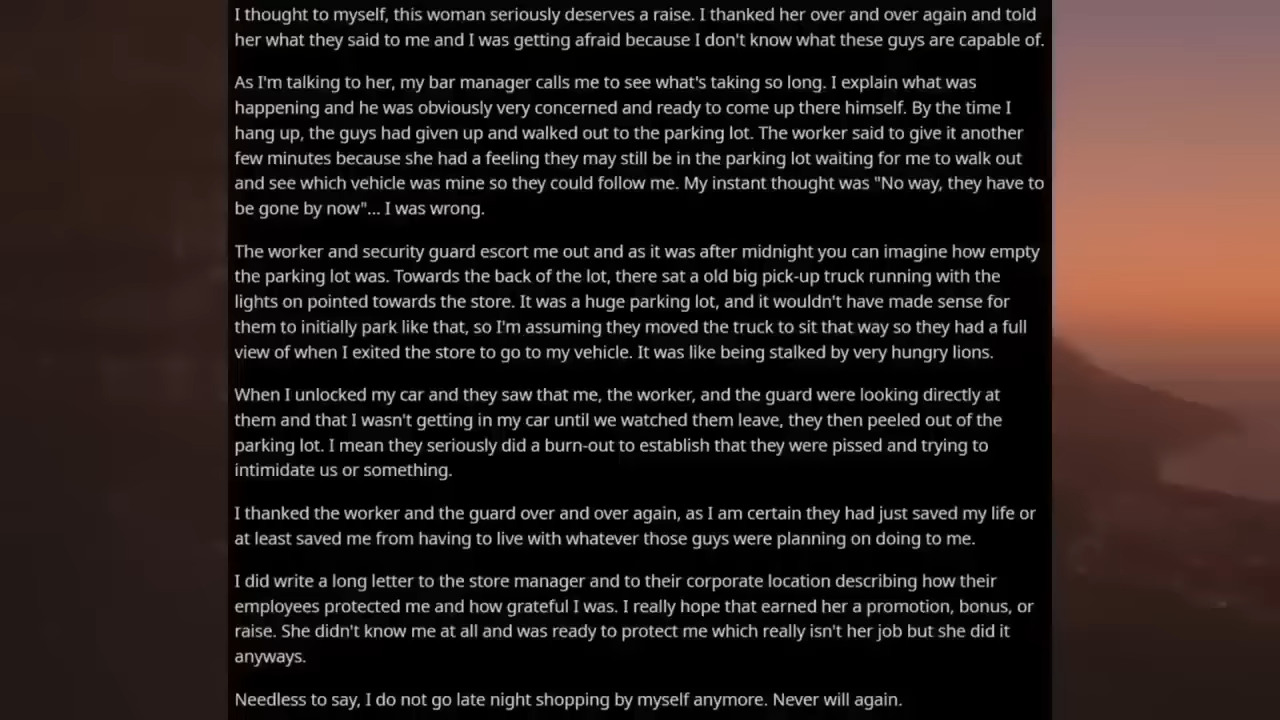 I thought to myself, this woman seriously deserves a raise. I thanked her over and over again and told
her what they said to me and I was getting afraid because I don't know what these guys are capable of.
As I'm talking to her, my bar manager calls me to see what's taking so long. I explain what was
happening and he was obviously very concerned and ready to come up there himself. By the time I
hang up, the guys had given up and walked out to the parking lot. The worker said to give it another
few minutes because she had a feeling they may still be in the parking lot waiting for me to walk out
and see which vehicle was mine so they could follow me. My instant thought was "No way, they have to
be gone by now"... I was wrong.
The worker and security guard escort me out and as it was after midnight you can imagine how empty
the parking lot was. Towards the back of the lot, there sat a old big pick-up truck running with the
lights on pointed towards the store. It was a huge parking lot, and it wouldn't have made sense for
them to initially park like that, so I'm assuming they moved the truck to sit that way so they had a full
view of when I exited the store to go to my vehicle. It was like being stalked by very hungry lions.
When I unlocked my car and they saw that me, the worker, and the guard were looking directly at
them and that I wasn't getting in my car until we watched them leave, they then peeled out of the
parking lot. I mean they seriously did a burn-out to establish that they were pissed and trying to
intimidate us or something.
I thanked the worker and the guard over and over again, as I am certain they had just saved my life or
at least saved me from having to live with whatever those guys were planning on doing to me.
I did write a long letter to the store manager and to their corporate location describing how their
employees protected me and how grateful I was. I really hope that earned her a promotion, bonus, or
raise. She didn't know me at all and was ready to protect me which really isn't her job but she did it
anyways.
Needless to say, I do not go late night shopping by myself anymore. Never will again.